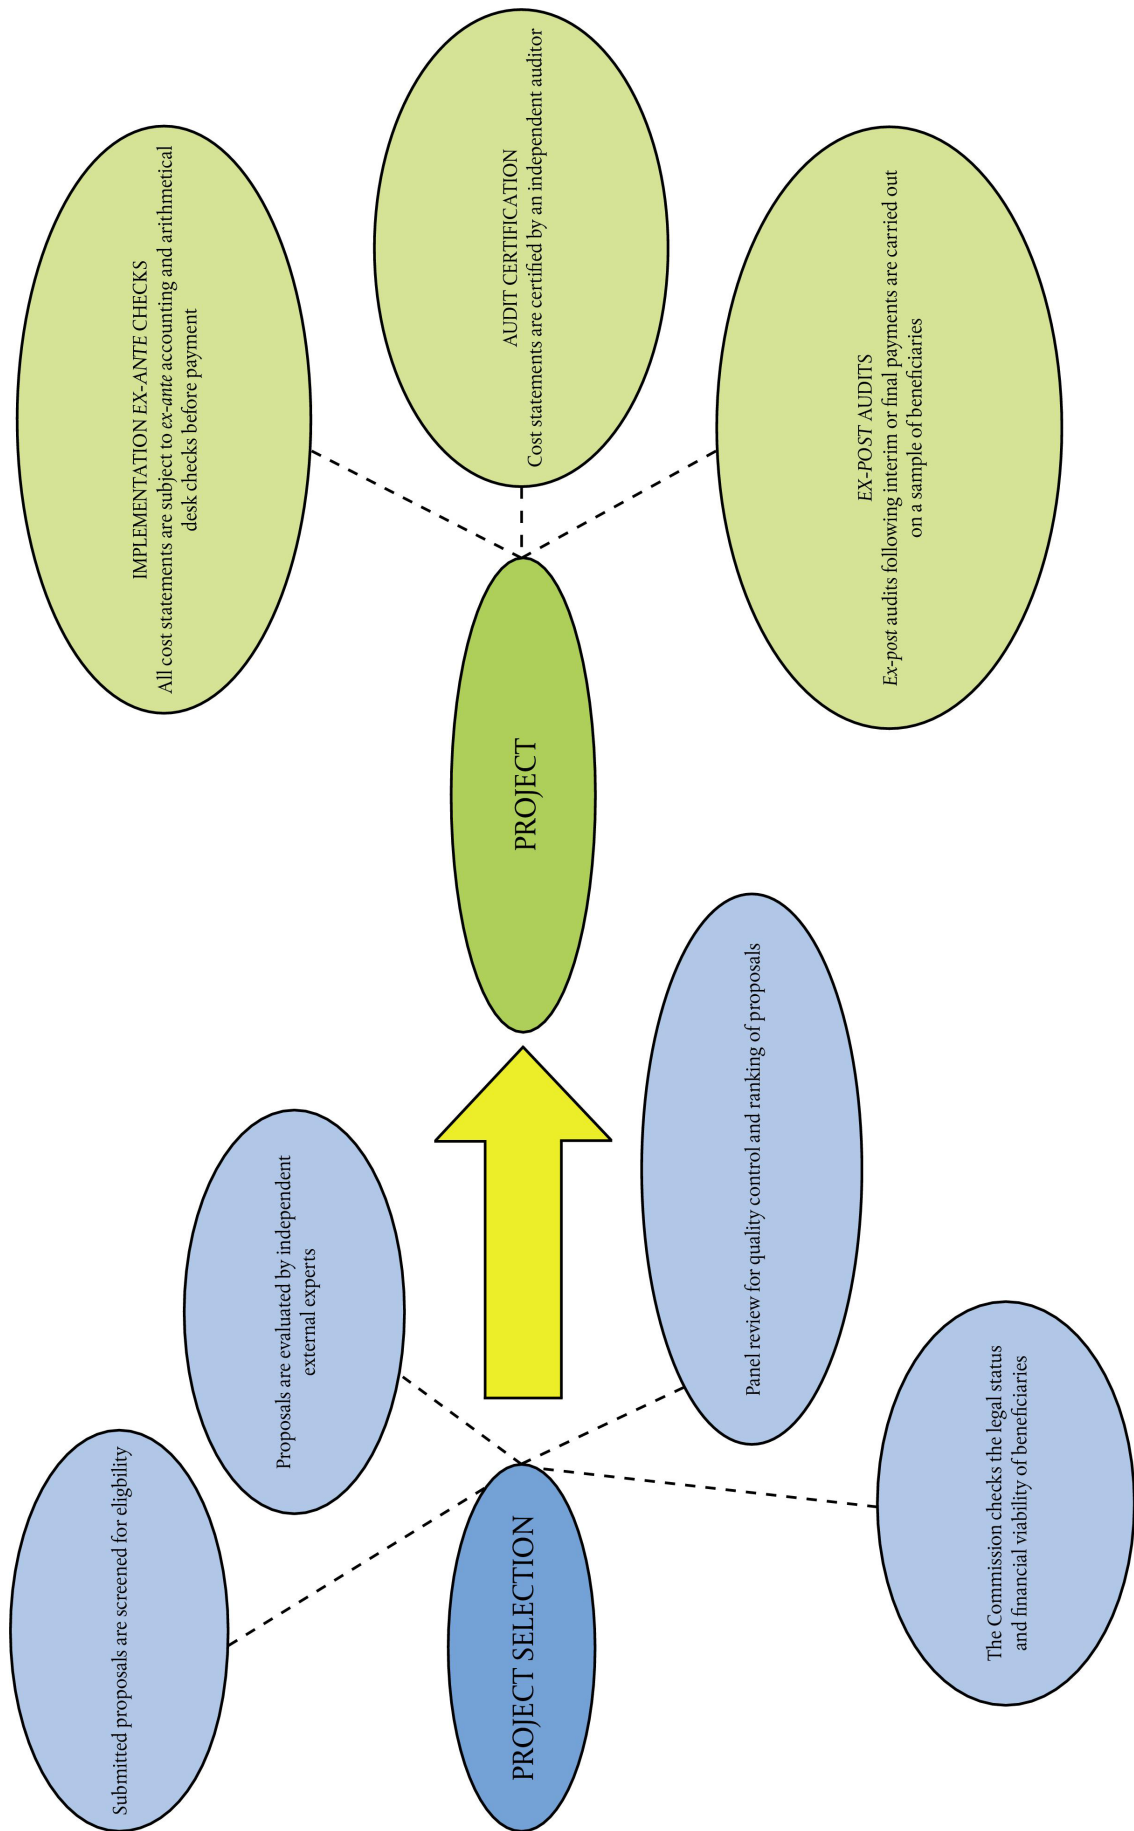 Submitted proposals are screened for eligbility
Proposals are evaluated by independent
external experts
PROJECT SELECTION
Panel review for quality control and ranking of proposals
The Commission checks the legal status
and financial viability of beneficiaries
PROJECT
IMPLEMENTATION EX-ANTE CHECKS
All cost statements are subject to ex-ante accounting and arithmetical
desk checks before payment
AUDIT CERTIFICATION
Cost statements are certified by an independent auditor
EX-POST AUDITS
Ex-post audits following interim or final payments are carried out
on a sample of beneficiaries